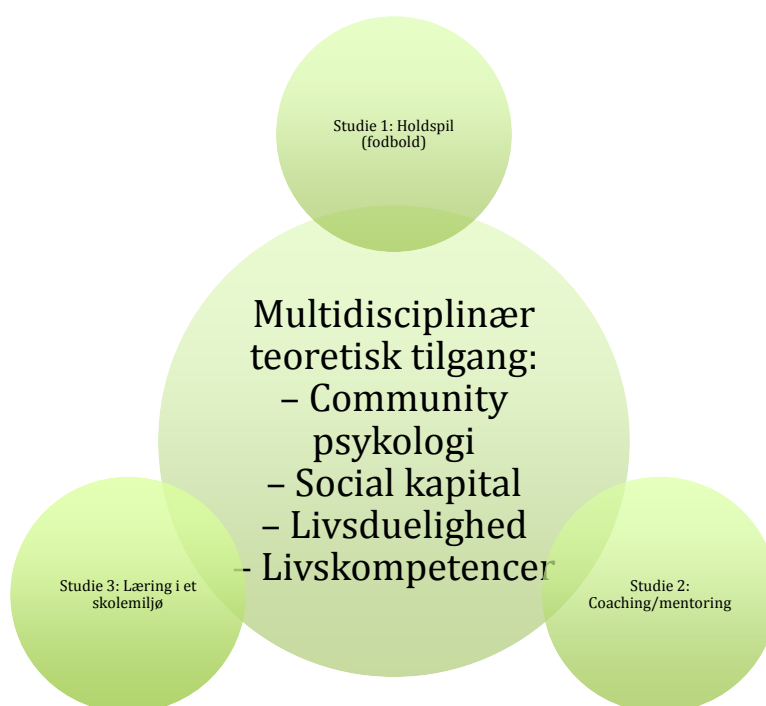 Studie 1: Holdspil
(fodbold)
Multidisciplinær
teoretisk tilgang:
– Community
psykologi
– Social kapital
– Livsduelighed
– Livskompetencer
Studie 3: Læring i et
skolemiljø
Studie 2:
Coaching/mentoring